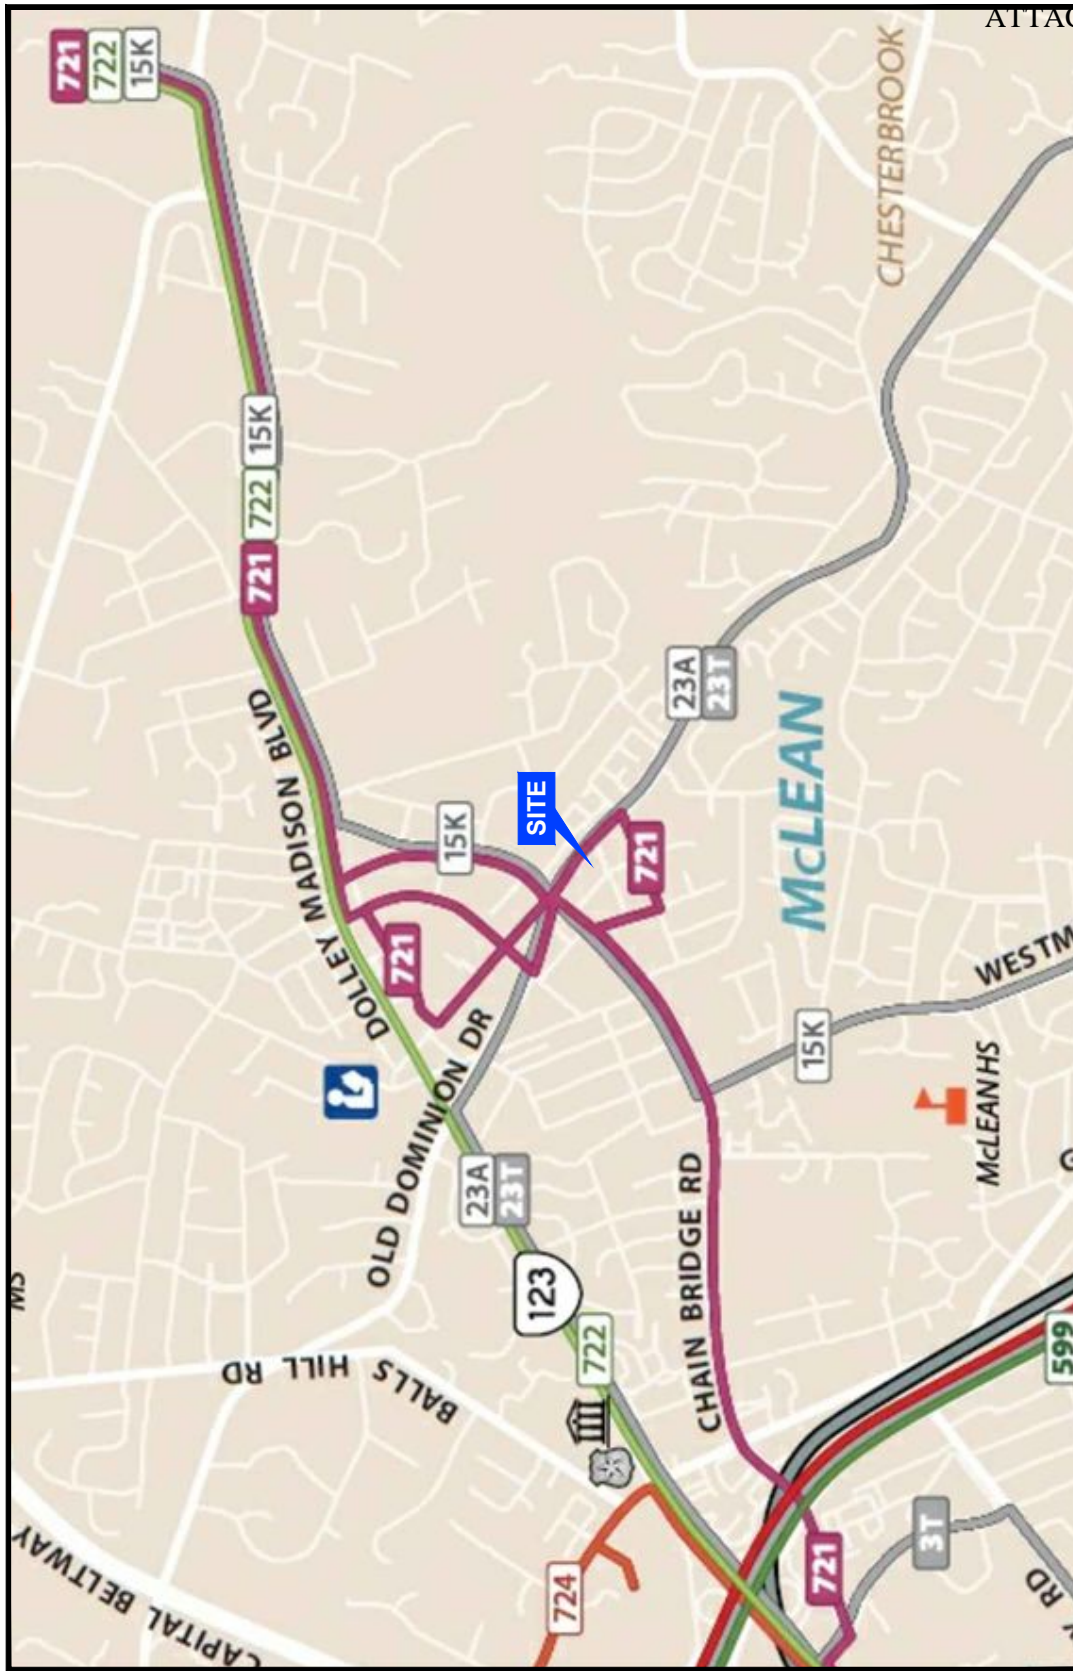 ATTAC
721
722
15K
CHESTERBROOK
15K
722
721
DOLLEY MADISON BLVD
23A
23T
McLEAN
SITE
15K
721
721
OLD DOMINION DR
WESTM
15K
McLEAN HS
23A
23T
CHAIN BRIDGE RD
123
MS
722
599
BALLS HILL RD
CAPITAL BELTWAY
724
721
3T
RD